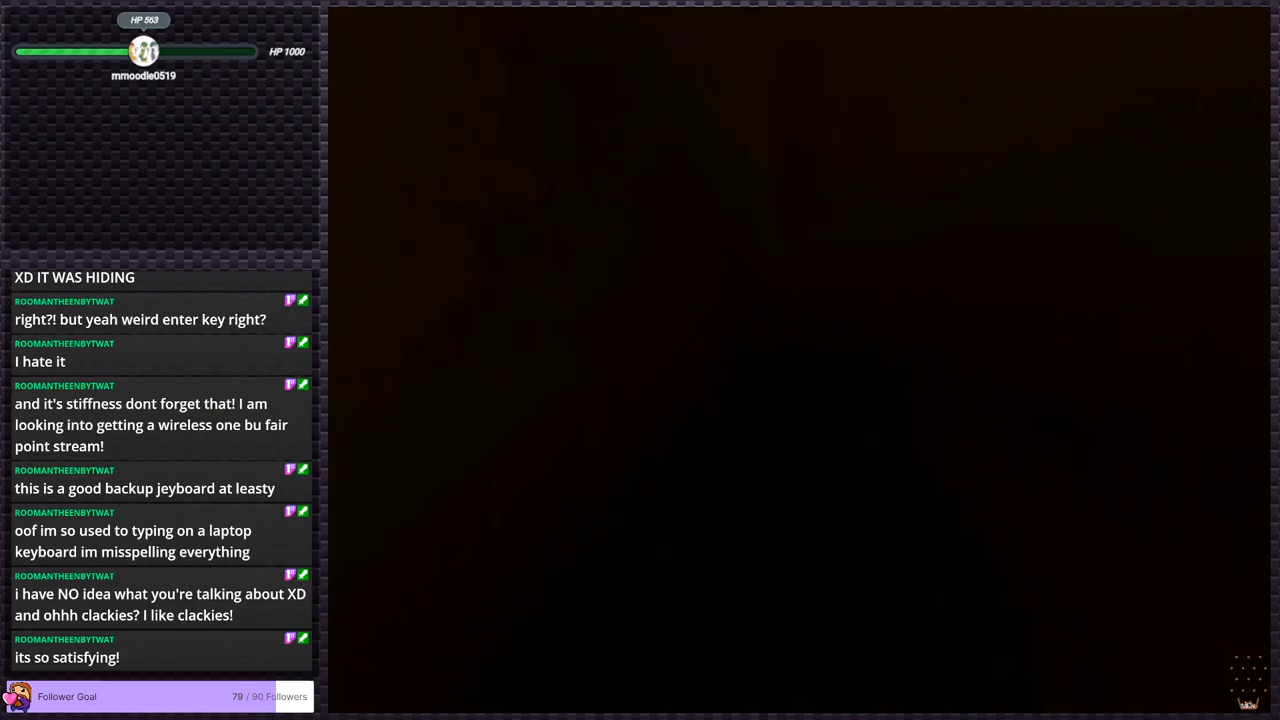 HP 563
HP 1000
mmoodle0519
XD IT WAS HIDING
ROOMANTHEENBYTWAT
right?! but yeah weird enter key right?
ROOMANTHEENBYTWAT
I hate it
ROOMANTHEENBYTWAT
and it's stiffness dont forget that! I am
looking into getting a wireless one bu fair
point stream!
ROOMANTHEENBYTWAT
this is a good backup jeyboard at leasty
ROOMANTHEENBYTWAT
oof im so used to typing on a laptop
keyboard im misspelling everything
ROOMANTHEENBYTWAT
i have NO idea what you're talking about XD
and ohhh clackies? I like clackies!
ROOMANTHEENBYTWAT
its so satisfying!
Follower Goal
79 / 90 Followers